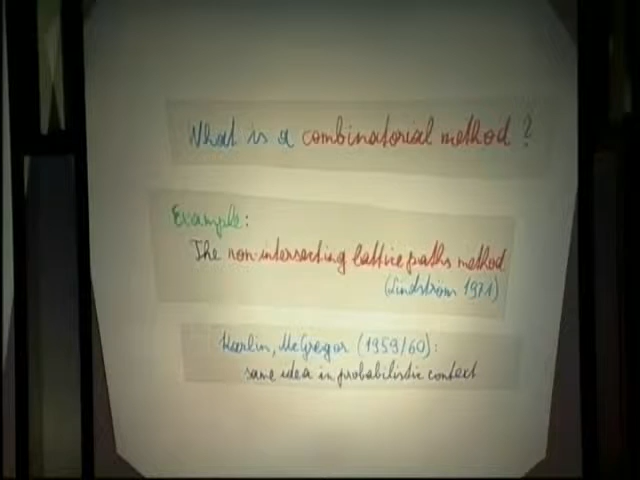 What is a combinatorial method?
Example:
The non-intersecting lattice paths method
(Lindström 1971)
Karlin, McGregor (1959/60):
same idea in probabilistic context